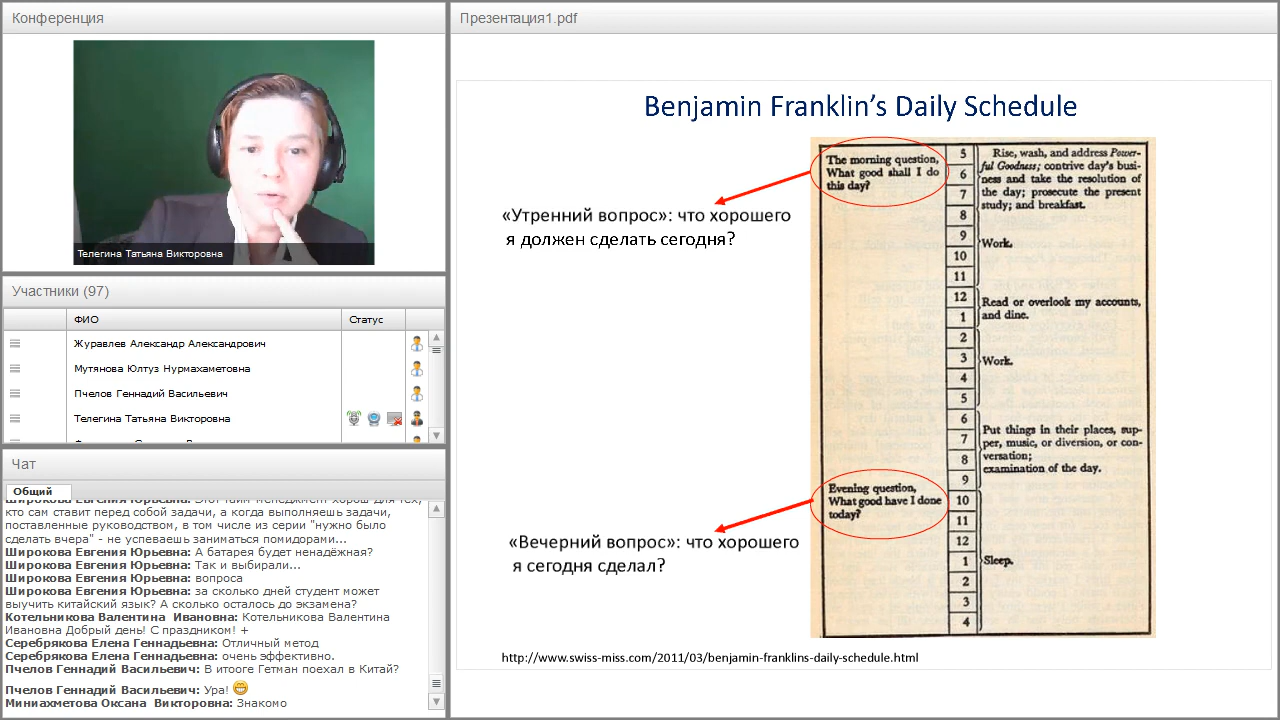 Конференция
Телегина Татьяна Викторовна
Участники (97)
ФИО Статус
Журавлев Александр Александрович
Мутянова Юлтуз Нурмахаметовна
Пчелов Геннадий Васильевич
Телегина Татьяна Викторовна
Чат
Общий
кто сам ставит перед собой задачи, а когда выполняешь задачи,
поставленные руководством, в том числе из серии "нужно было
сделать вчера" - не успеваешь заниматься помидорами...
Широкова Евгения Юрьевна: А батарея будет ненадёжная?
Широкова Евгения Юрьевна: Так и выбирали...
Широкова Евгения Юрьевна: вопроса
Широкова Евгения Юрьевна: за сколько дней студент может
выучить китайский язык? А сколько осталось до экзамена?
Котельникова Валентина Ивановна: Котельникова Валентина
Ивановна Добрый день! С праздником! +
Серебрякова Елена Геннадьевна: Отличный метод
Серебрякова Елена Геннадьевна: очень эффективно.
Пчелов Геннадий Васильевич: В итооге Гетман поехал в Китай?
Пчелов Геннадий Васильевич: Ура!
Миниахметова Оксана Викторовна: Знакомо
Презентация1.pdf
Benjamin Franklin’s Daily Schedule
«Утренний вопрос»: что хорошего
я должен сделать сегодня?
«Вечерний вопрос»: что хорошего
я сегодня сделал?
The morning question,
What good shall I do
this day?
Evening question,
What good have I done
today?
5
6
7
8
9
10
11
12
1
2
3
4
5
6
7
8
9
10
11
12
1
2
3
4
Rise, wash, and address Power-
ful Goodness; contrive day's busi-
ness and take the resolution of
the day; prosecute the present
study; and breakfast.
Work.
Read or overlook my accounts,
and dine.
Work.
Put things in their places, sup-
per, music, or diversion, or con-
versation;
examination of the day.
Sleep.
http://www.swiss-miss.com/2011/03/benjamin-franklins-daily-schedule.html